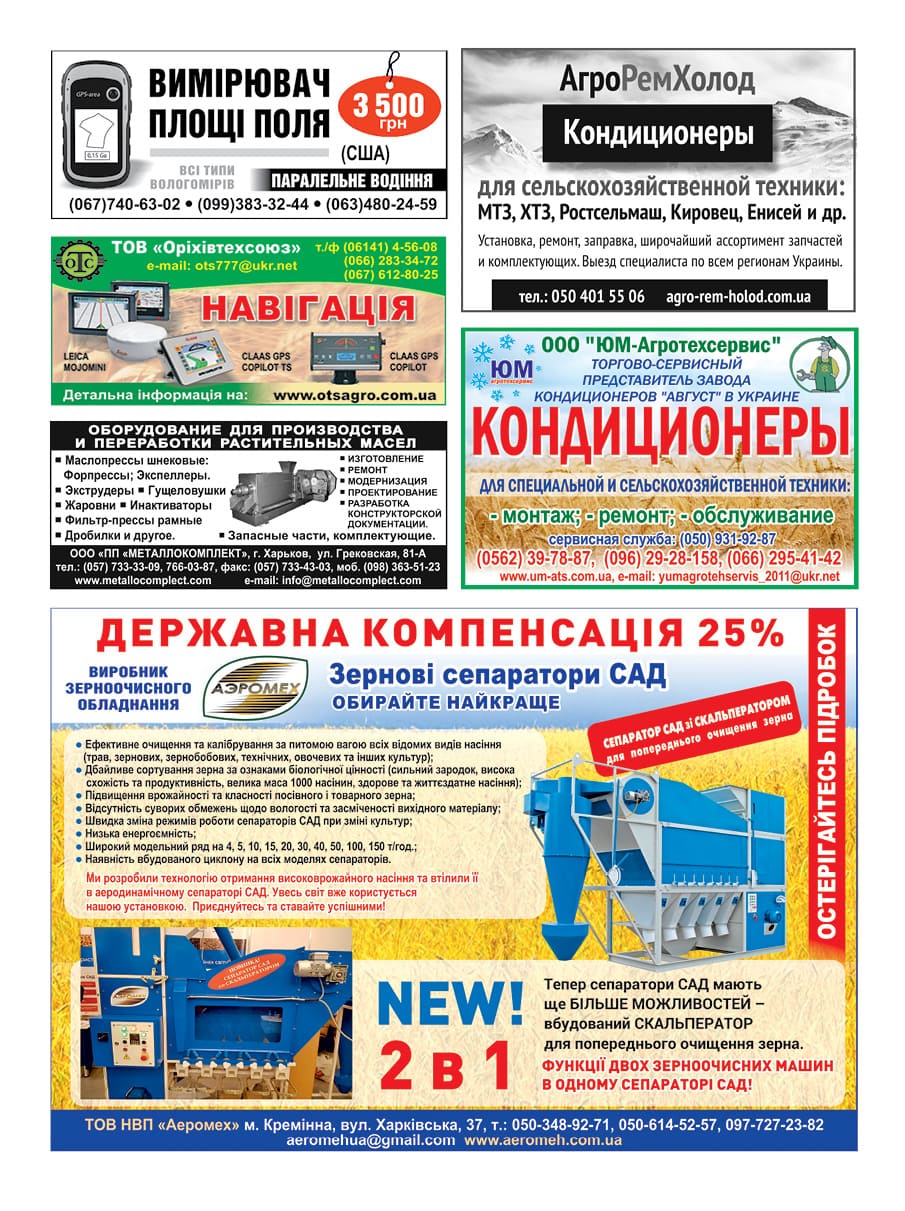 GPS-area
0,15 Ga
ВИМІРЮВАЧ
ПЛОЩІ ПОЛЯ
3 500
грн
(США)
ВСІ ТИПИ
ВОЛОГОМІРІВ
ПАРАЛЕЛЬНЕ ВОДІННЯ
(067)740-63-02 • (099)383-32-44 • (063)480-24-59
АгроРемХолод
Кондиционеры
для сельскохозяйственной техники:
МТЗ, ХТЗ, Ростсельмаш, Кировец, Енисей и др.
Установка, ремонт, заправка, широчайший ассортимент запчастей
и комплектующих. Выезд специалиста по всем регионам Украины.
тел.: 050 401 55 06 agro-rem-holod.com.ua
ОТС
ТОВ «Оріхівтехсоюз»
e-mail: ots777@ukr.net
т./ф (06141) 4-56-08
(066) 283-34-72
(067) 612-80-25
НАВІГАЦІЯ
LEICA
MOJOMINI
CLAAS GPS
COPILOT TS
CLAAS GPS
COPILOT
Детальна інформація на: www.otsagro.com.ua
ЮМ
агротехсервис
ООО "ЮМ-Агротехсервис"
ТОРГОВО-СЕРВИСНЫЙ
ПРЕДСТАВИТЕЛЬ ЗАВОДА
КОНДИЦИОНЕРОВ "АВГУСТ" В УКРАИНЕ
КОНДИЦИОНЕРЫ
ДЛЯ СПЕЦИАЛЬНОЙ И СЕЛЬСКОХОЗЯЙСТВЕННОЙ ТЕХНИКИ:
- монтаж; - ремонт; - обслуживание
сервисная служба: (050) 931-92-87
(0562) 39-78-87, (096) 29-28-158, (066) 295-41-42
www.um-ats.com.ua, e-mail: yumagrotehservis_2011@ukr.net
ОБОРУДОВАНИЕ ДЛЯ ПРОИЗВОДСТВА
И ПЕРЕРАБОТКИ РАСТИТЕЛЬНЫХ МАСЕЛ
▪ Маслопрессы шнековые:
Форпрессы; Экспеллеры.
▪ Экструдеры ▪ Гущеловушки
▪ Жаровни ▪ Инактиваторы
▪ Фильтр-прессы рамные
▪ Дробилки и другое.
▪ ИЗГОТОВЛЕНИЕ
▪ РЕМОНТ
▪ МОДЕРНИЗАЦИЯ
▪ ПРОЕКТИРОВАНИЕ
▪ РАЗРАБОТКА
КОНСТРУКТОРСКОЙ
ДОКУМЕНТАЦИИ.
▪ Запасные части, комплектующие.
ООО «ПП «МЕТАЛЛОКОМПЛЕКТ», г. Харьков, ул. Грековская, 81-А
тел.: (057) 733-33-09, 766-03-87, факс: (057) 733-43-03, моб. (098) 363-51-23
www.metallocomplect.com e-mail: info@metallocomplect.com
ДЕРЖАВНА КОМПЕНСАЦІЯ 25%
ВИРОБНИК
ЗЕРНООЧИСНОГО
ОБЛАДНАННЯ
АЭРОМЕХ
Зернові сепаратори САД
ОБИРАЙТЕ НАЙКРАЩЕ
СЕПАРАТОР САД зі СКАЛЬПЕРАТОРОМ
для попереднього очищення зерна
ОСТЕРІГАЙТЕСЬ ПІДРОБОК
• Ефективне очищення та калібрування за питомою вагою всіх відомих видів насіння
(трав, зернових, зернобобових, технічних, овочевих та інших культур);
• Дбайливе сортування зерна за ознаками біологічної цінності (сильний зародок, висока
схожість та продуктивність, велика маса 1000 насінин, здорове та життєздатне насіння);
• Підвищення врожайності та класності посівного і товарного зерна;
• Відсутність суворих обмежень щодо вологості та засміченості вихідного матеріалу;
• Швидка зміна режимів роботи сепараторів САД при зміні культур;
• Низька енергоємність;
• Широкий модельний ряд на 4, 5, 10, 15, 20, 30, 40, 50, 100, 150 т/год.;
• Наявність вбудованого циклону на всіх моделях сепараторів.
Ми розробили технологію отримання високоврожайного насіння та втілили її
в аеродинамічному сепараторі САД. Увесь світ вже користується
нашою установкою. Приєднуйтесь та ставайте успішними!
НОВИНКА!
СЕПАРАТОР САД
со СКАЛЬПЕРАТОРОМ
АЭРОМЕХ
NEW!
2 в 1
Тепер сепаратори САД мають
ще БІЛЬШЕ МОЖЛИВОСТЕЙ –
вбудований СКАЛЬПЕРАТОР
для попереднього очищення зерна.
ФУНКЦІЇ ДВОХ ЗЕРНООЧИСНИХ МАШИН
В ОДНОМУ СЕПАРАТОРІ САД!
ТОВ НВП «Аеромех» м. Кремінна, вул. Харківська, 37, т.: 050-348-92-71, 050-614-52-57, 097-727-23-82
aeromehua@gmail.com www.aeromeh.com.ua